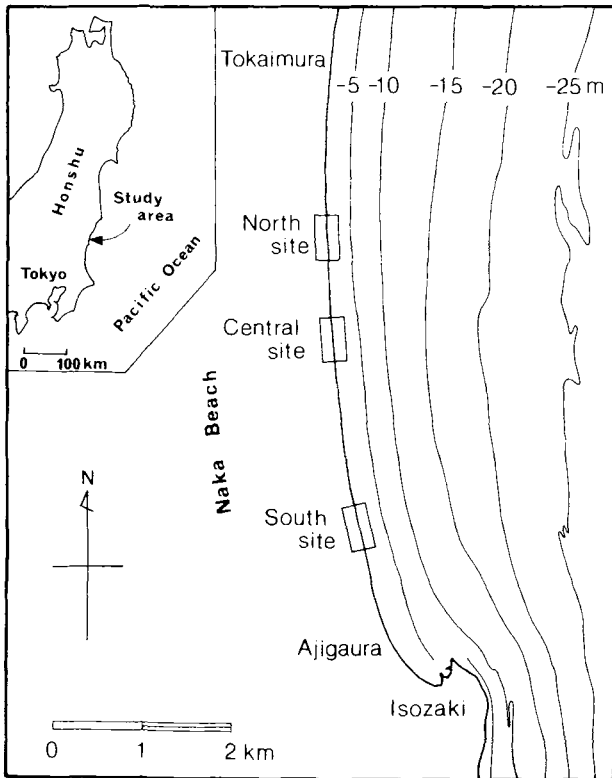 Tokaimura
-5 -10 -15 -20 -25 m
Honshu
Study
area
Tokyo
Pacific Ocean
0 100 km
North
site
Central
site
Naka Beach
N
South
site
Ajigaura
Isozaki
0 1 2 km